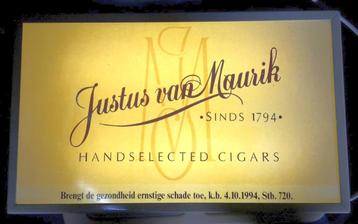 Justus van Maurik
•SINDS 1794•
HANDSELECTED CIGARS
Brengt de gezondheid ernstige schade toe, k.b. 4.10.1994, Stb. 720.